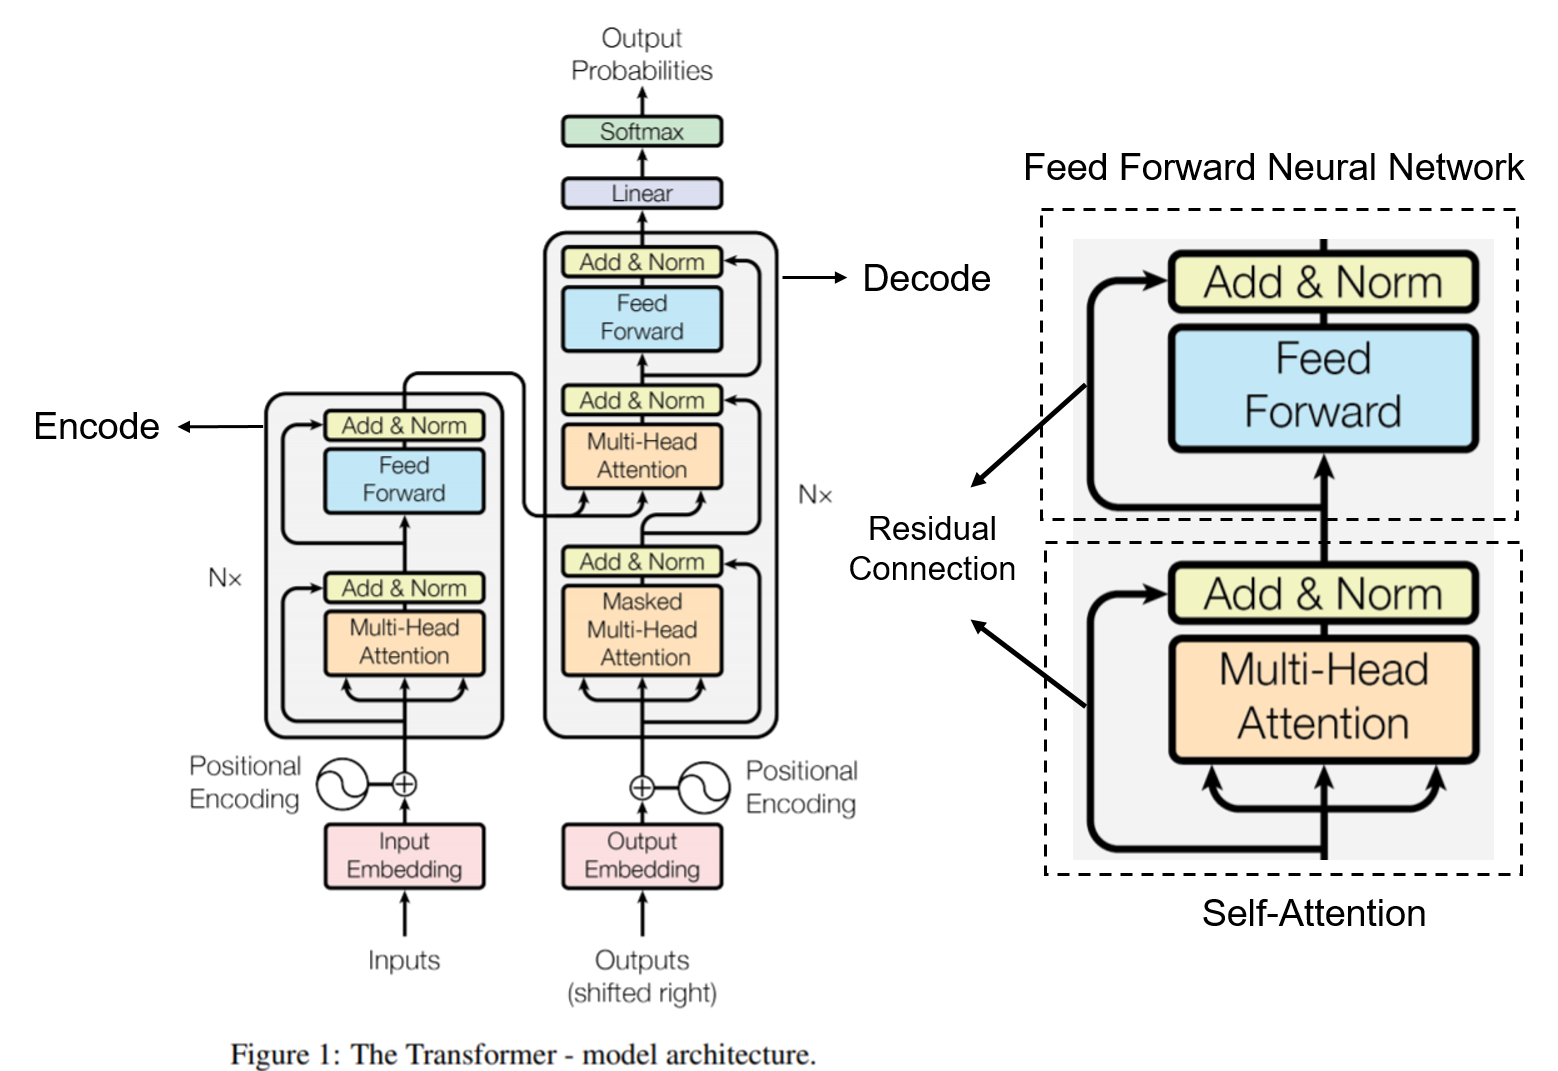 Output
Probabilities
Softmax
Linear
Add & Norm
Feed
Forward
Add & Norm
Multi-Head
Attention
Add & Norm
Masked
Multi-Head
Attention
N×
Decode
Encode
Add & Norm
Feed
Forward
Add & Norm
Multi-Head
Attention
N×
Positional
Encoding
Positional
Encoding
Input
Embedding
Output
Embedding
Inputs
Outputs
(shifted right)
Feed Forward Neural Network
Add & Norm
Feed
Forward
Residual
Connection
Add & Norm
Multi-Head
Attention
Self-Attention
Figure 1: The Transformer - model architecture.